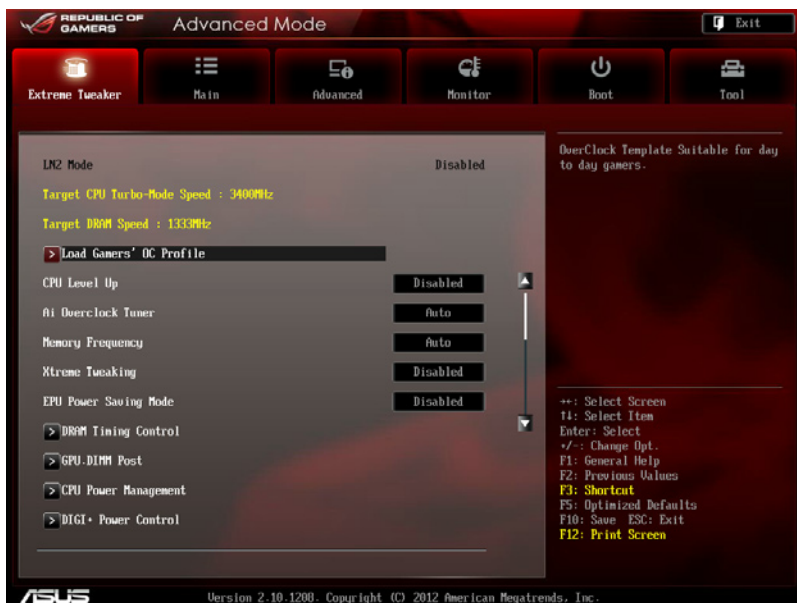 REPUBLIC OF
GAMERS
Advanced Mode
Exit
Extreme Tweaker
Main
Advanced
Monitor
Boot
Tool
LN2 Mode Disabled
Target CPU Turbo-Mode Speed : 3400MHz
Target DRAM Speed : 1333MHz
> Load Gamers' OC Profile
CPU Level Up Disabled
Ai Overclock Tuner Auto
Memory Frequency Auto
Xtreme Tweaking Disabled
EPU Power Saving Mode Disabled
> DRAM Timing Control
> GPU.DIMM Post
> CPU Power Management
> DIGI+ Power Control
OverClock Template Suitable for day
to day gamers.
→←: Select Screen
↑↓: Select Item
Enter: Select
+/-: Change Opt.
F1: General Help
F2: Previous Values
F3: Shortcut
F5: Optimized Defaults
F10: Save ESC: Exit
F12: Print Screen
ASUS
Version 2.10.1208. Copyright (C) 2012 American Megatrends, Inc.